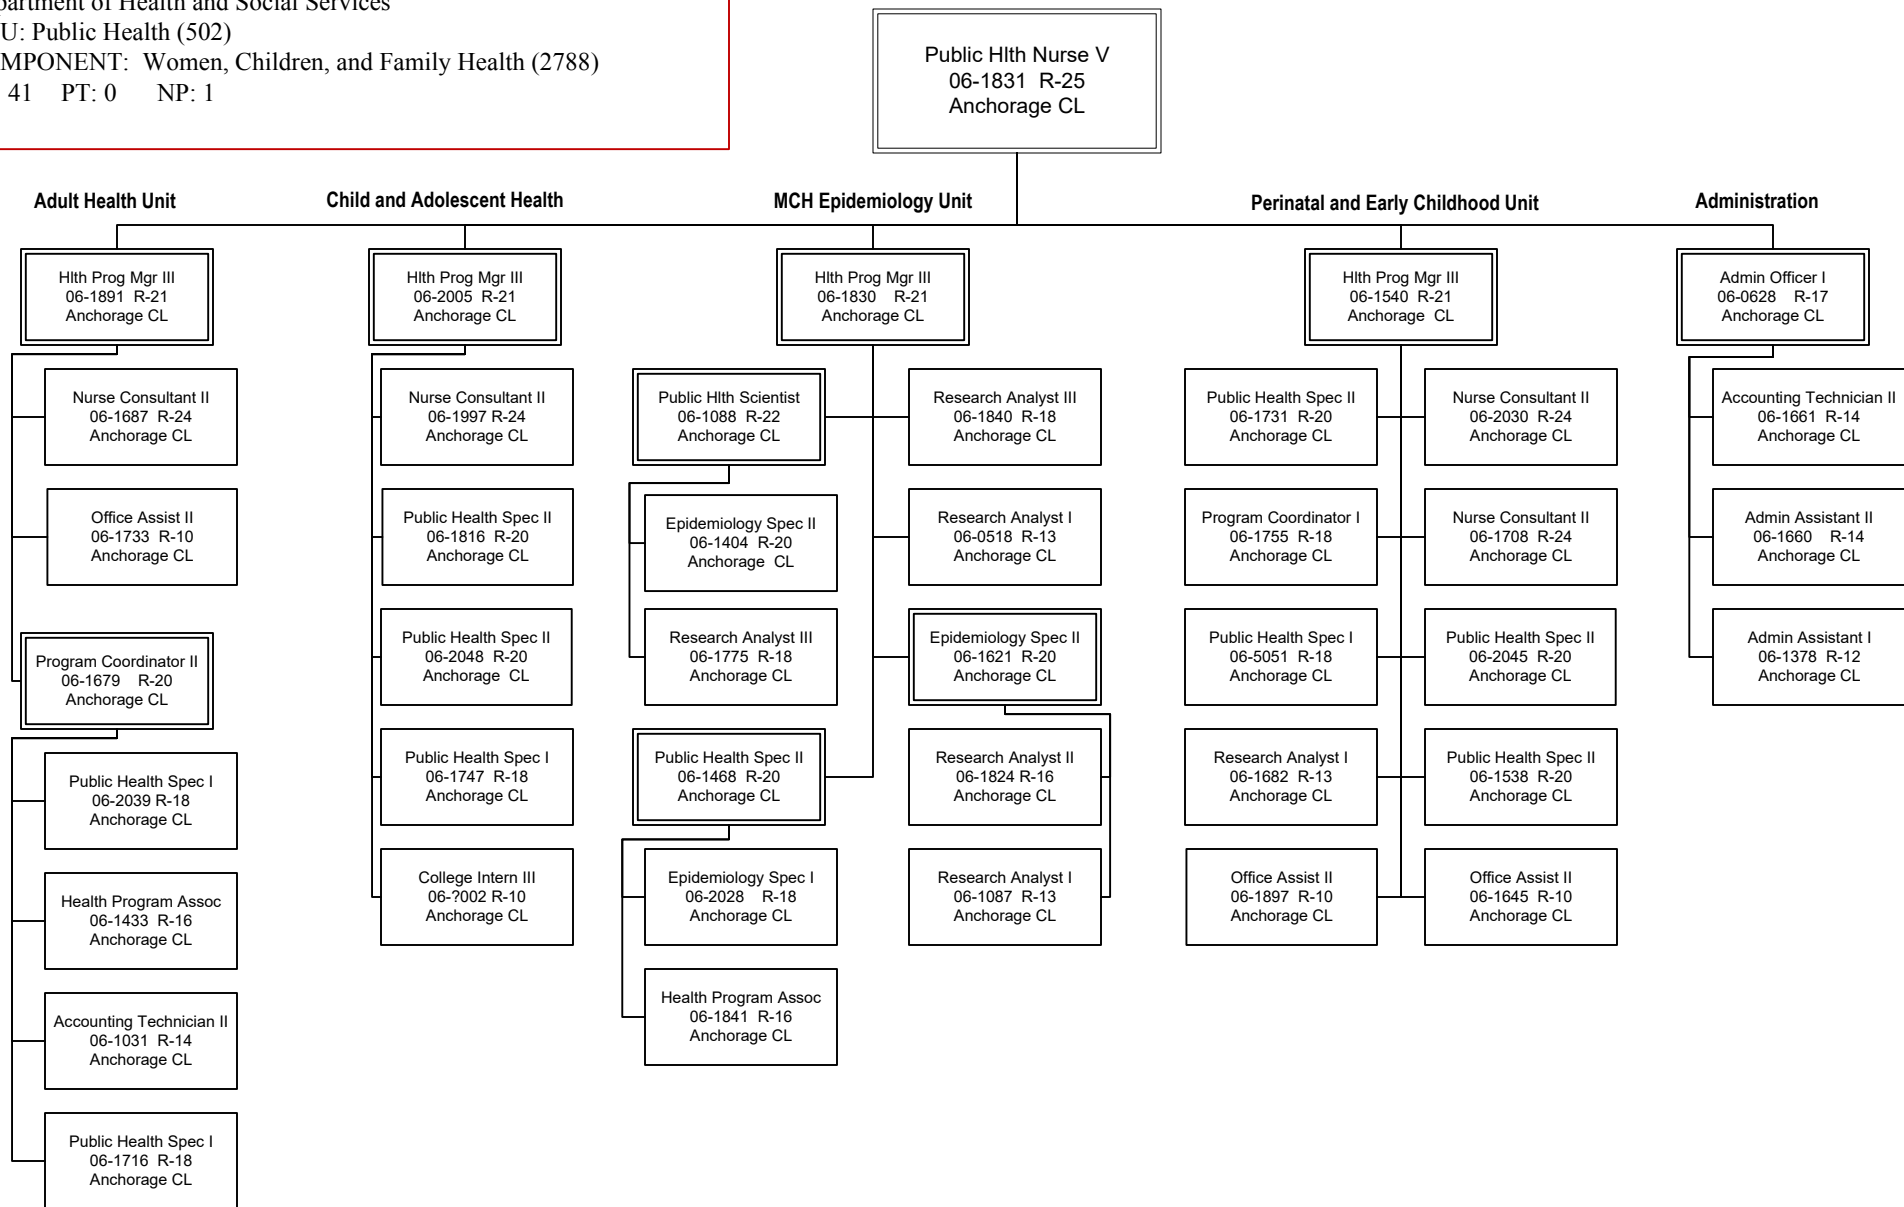 Department of Health and Social Services
U: Public Health (502)
MPONENT: Women, Children, and Family Health (2788)
41 PT: 0 NP: 1
Public Hlth Nurse V
06-1831 R-25
Anchorage CL
Adult Health Unit
Child and Adolescent Health
MCH Epidemiology Unit
Perinatal and Early Childhood Unit
Administration
Hlth Prog Mgr III
06-1891 R-21
Anchorage CL
Nurse Consultant II
06-1687 R-24
Anchorage CL
Office Assist II
06-1733 R-10
Anchorage CL
Program Coordinator II
06-1679 R-20
Anchorage CL
Public Health Spec I
06-2039 R-18
Anchorage CL
Health Program Assoc
06-1433 R-16
Anchorage CL
Accounting Technician II
06-1031 R-14
Anchorage CL
Public Health Spec I
06-1716 R-18
Anchorage CL
Hlth Prog Mgr III
06-2005 R-21
Anchorage CL
Nurse Consultant II
06-1997 R-24
Anchorage CL
Public Health Spec II
06-1816 R-20
Anchorage CL
Public Health Spec II
06-2048 R-20
Anchorage CL
Public Health Spec I
06-1747 R-18
Anchorage CL
College Intern III
06-?002 R-10
Anchorage CL
Hlth Prog Mgr III
06-1830 R-21
Anchorage CL
Public Hlth Scientist
06-1088 R-22
Anchorage CL
Epidemiology Spec II
06-1404 R-20
Anchorage CL
Research Analyst III
06-1775 R-18
Anchorage CL
Public Health Spec II
06-1468 R-20
Anchorage CL
Epidemiology Spec I
06-2028 R-18
Anchorage CL
Health Program Assoc
06-1841 R-16
Anchorage CL
Research Analyst III
06-1840 R-18
Anchorage CL
Research Analyst I
06-0518 R-13
Anchorage CL
Epidemiology Spec II
06-1621 R-20
Anchorage CL
Research Analyst II
06-1824 R-16
Anchorage CL
Research Analyst I
06-1087 R-13
Anchorage CL
Hlth Prog Mgr III
06-1540 R-21
Anchorage CL
Public Health Spec II
06-1731 R-20
Anchorage CL
Program Coordinator I
06-1755 R-18
Anchorage CL
Public Health Spec I
06-5051 R-18
Anchorage CL
Research Analyst I
06-1682 R-13
Anchorage CL
Office Assist II
06-1897 R-10
Anchorage CL
Nurse Consultant II
06-2030 R-24
Anchorage CL
Nurse Consultant II
06-1708 R-24
Anchorage CL
Public Health Spec II
06-2045 R-20
Anchorage CL
Public Health Spec II
06-1538 R-20
Anchorage CL
Office Assist II
06-1645 R-10
Anchorage CL
Admin Officer I
06-0628 R-17
Anchorage CL
Accounting Technician II
06-1661 R-14
Anchorage CL
Admin Assistant II
06-1660 R-14
Anchorage CL
Admin Assistant I
06-1378 R-12
Anchorage CL